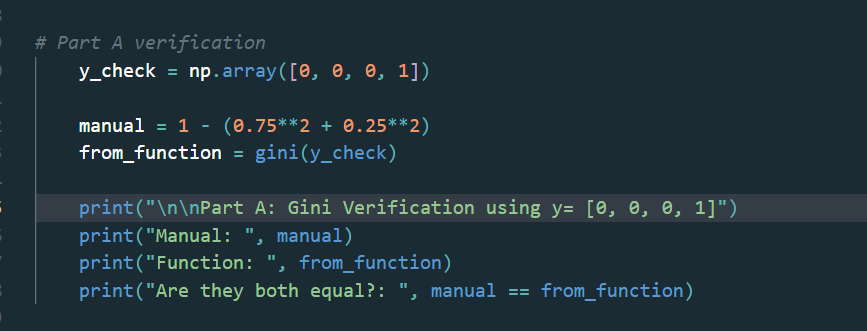 # Part A verification
y_check = np.array([0, 0, 0, 1])
manual = 1 - (0.75**2 + 0.25**2)
from_function = gini(y_check)
print("\n\nPart A: Gini Verification using y= [0, 0, 0, 1]")
print("Manual: ", manual)
print("Function: ", from_function)
print("Are they both equal?: ", manual == from_function)